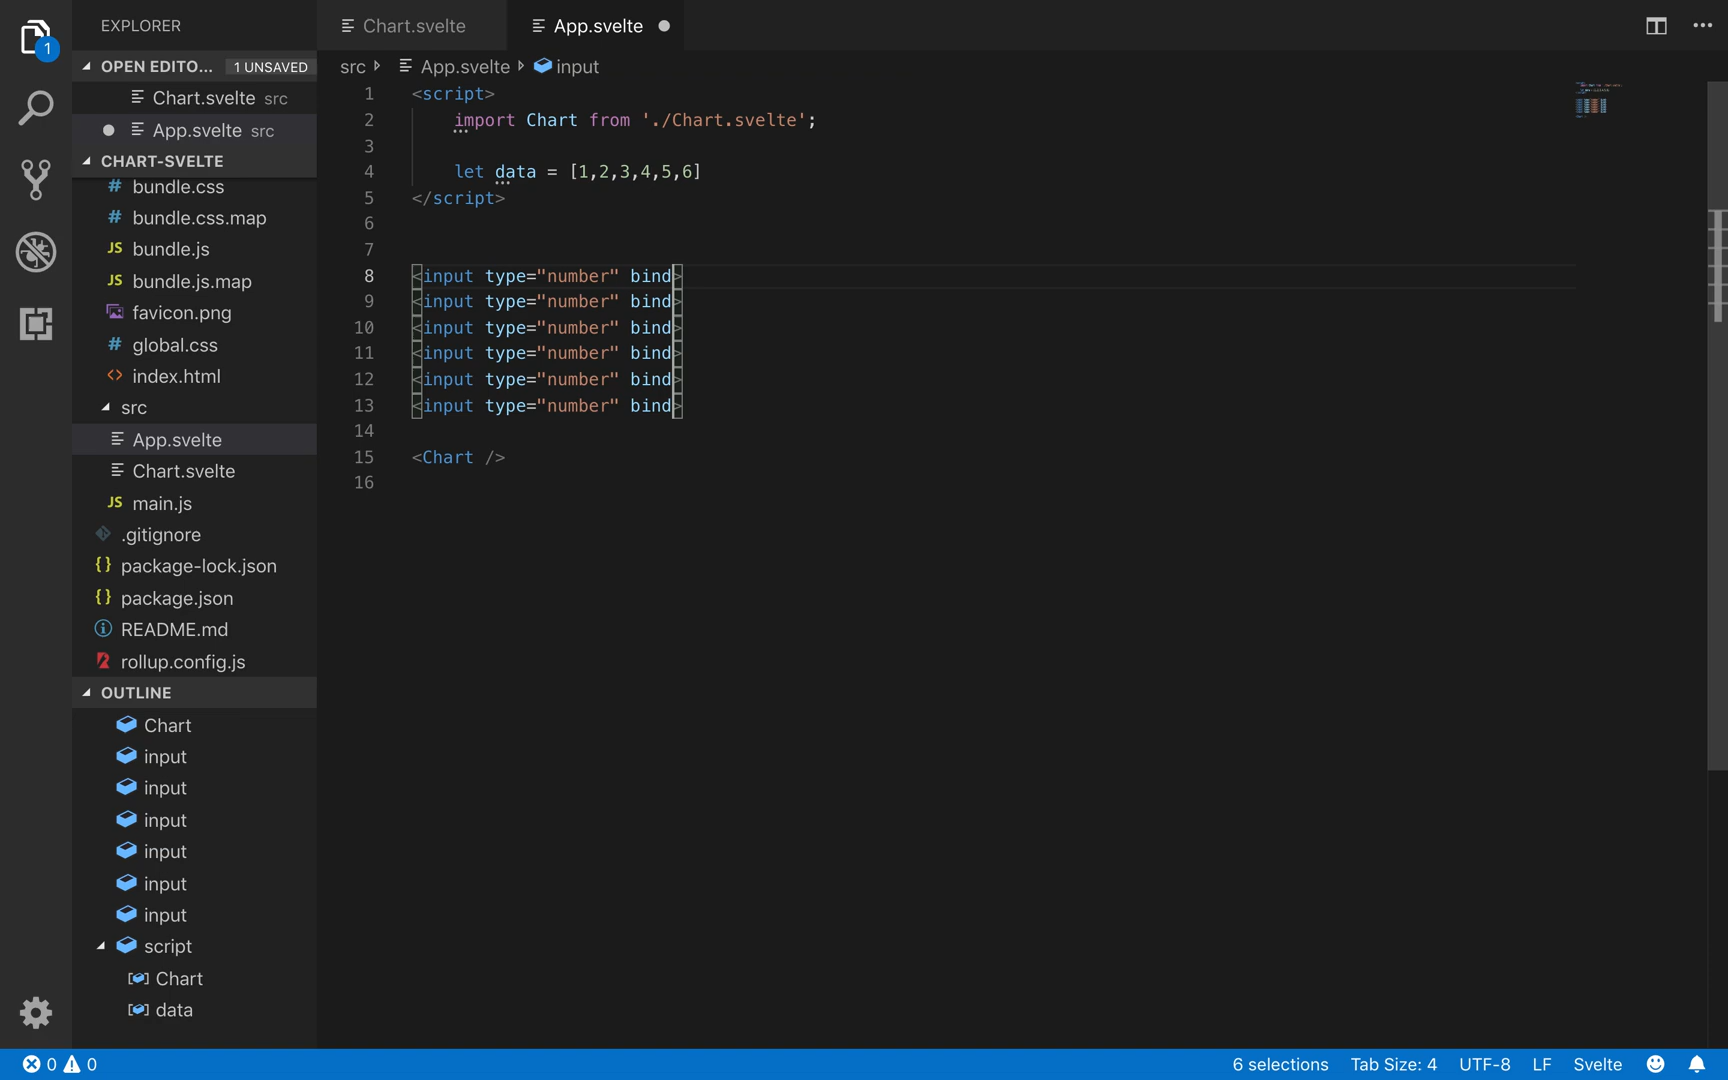 1
EXPLORER
OPEN EDITO... 1 UNSAVED
Chart.svelte src
App.svelte src
CHART-SVELTE
# bundle.css
# bundle.css.map
JS bundle.js
JS bundle.js.map
favicon.png
# global.css
<> index.html
src
App.svelte
Chart.svelte
JS main.js
.gitignore
{} package-lock.json
{} package.json
README.md
rollup.config.js
OUTLINE
Chart
input
input
input
input
input
input
script
Chart
data
Chart.svelte
App.svelte
src App.svelte input
1 <script>
2 import Chart from './Chart.svelte';
3
4 let data = [1,2,3,4,5,6]
5 </script>
6
7
8 <input type="number" bind>
9 <input type="number" bind>
10 <input type="number" bind>
11 <input type="number" bind>
12 <input type="number" bind>
13 <input type="number" bind>
14
15 <Chart />
16
0 0
6 selections Tab Size: 4 UTF-8 LF Svelte